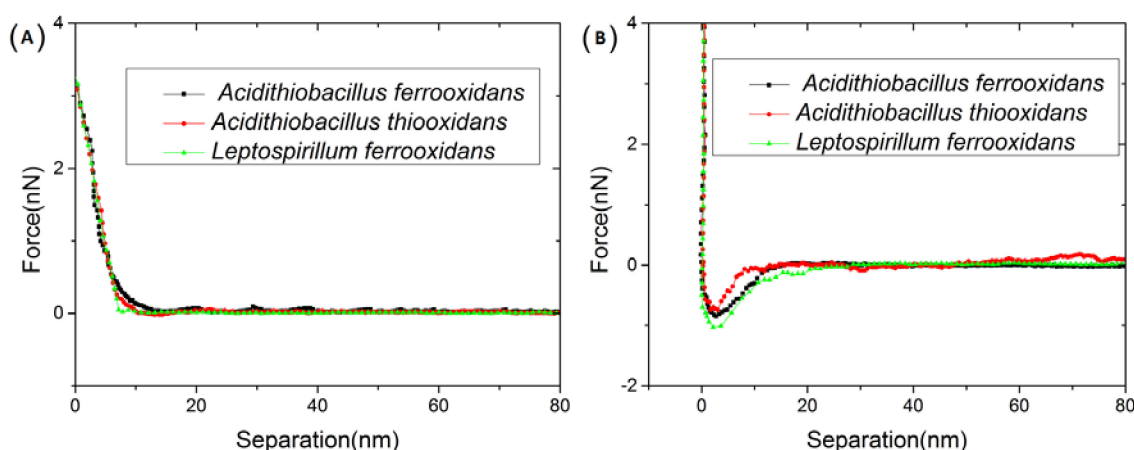 (A)
4
2
0
Force(nN)
Acidithiobacillus ferrooxidans
Acidithiobacillus thiooxidans
Leptospirillum ferrooxidans
0 20 40 60 80
Separation(nm)
(B)
4
2
0
-2
Force(nN)
Acidithiobacillus ferrooxidans
Acidithiobacillus thiooxidans
Leptospirillum ferrooxidans
0 20 40 60 80
Separation(nm)